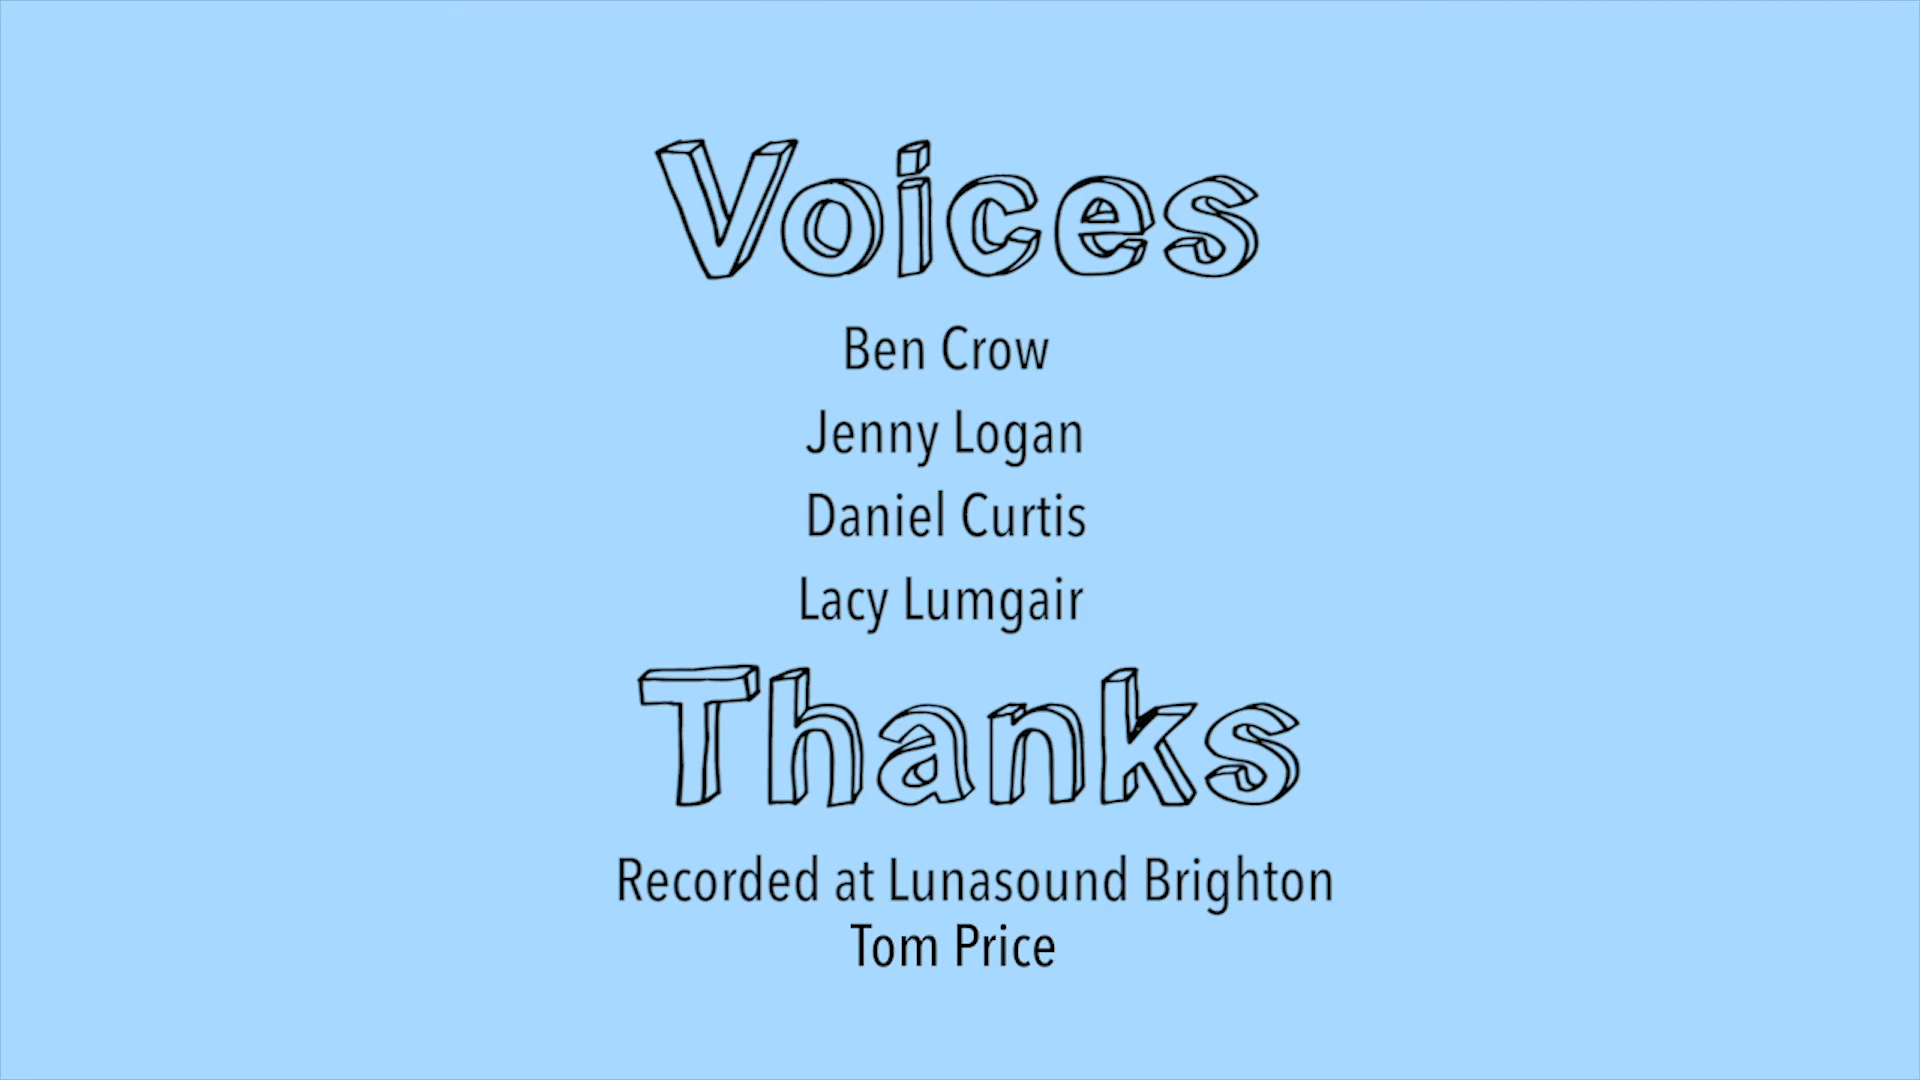 Voices
Ben Crow
Jenny Logan
Daniel Curtis
Lacy Lumgair
Thanks
Recorded at Lunasound Brighton
Tom Price